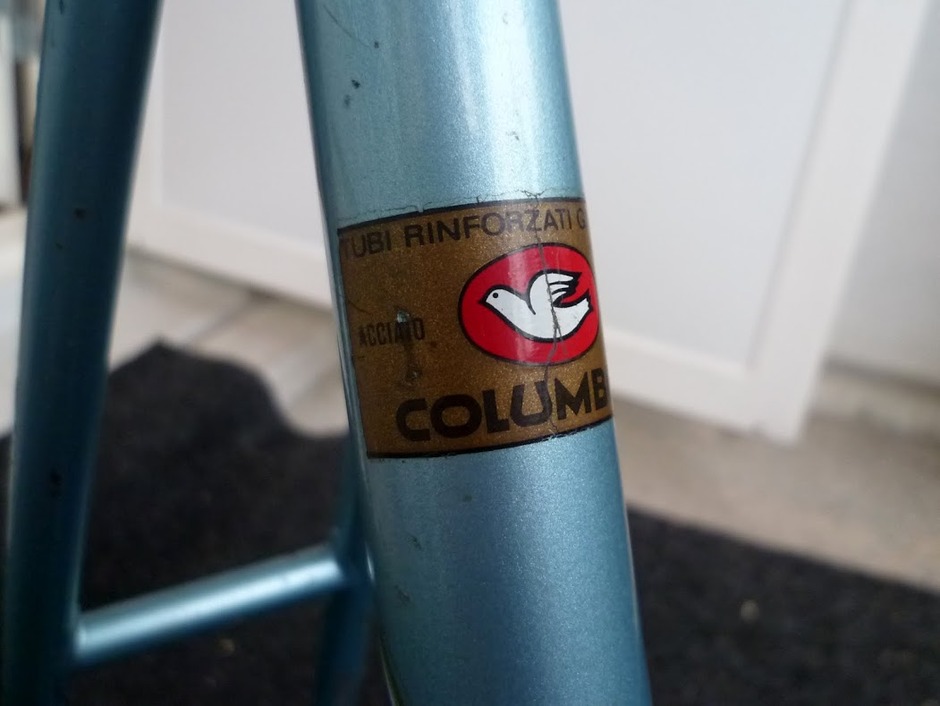 TUBI RINFORZATI G
ACCIAIO
COLUMB